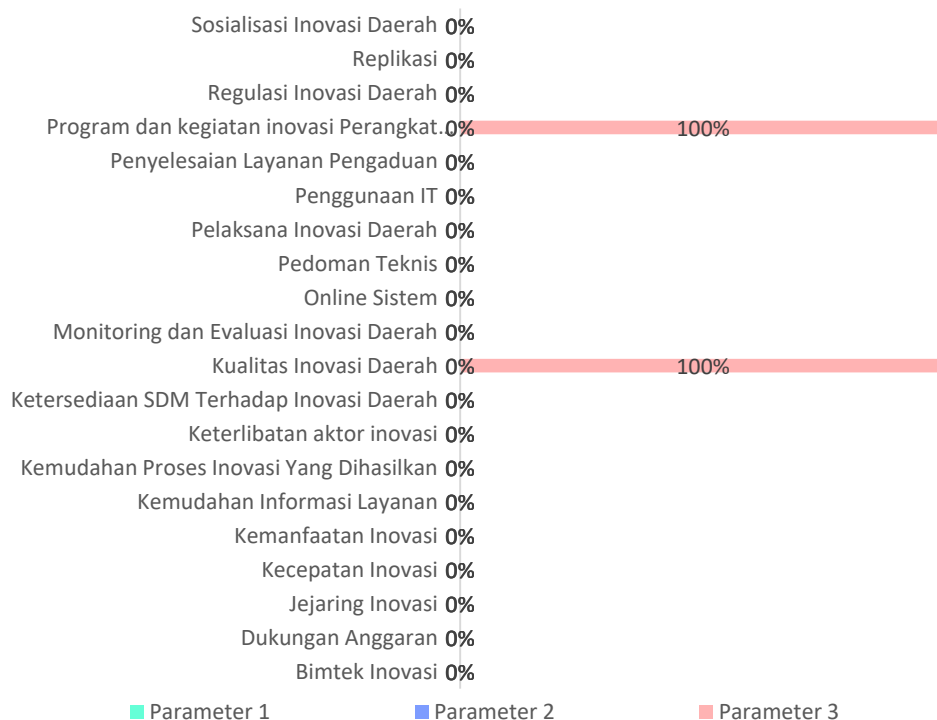 Sosialisasi Inovasi Daerah 0%
Replikasi 0%
Regulasi Inovasi Daerah 0%
Program dan kegiatan inovasi Perangkat.. 0% 100%
Penyelesaian Layanan Pengaduan 0%
Penggunaan IT 0%
Pelaksana Inovasi Daerah 0%
Pedoman Teknis 0%
Online Sistem 0%
Monitoring dan Evaluasi Inovasi Daerah 0%
Kualitas Inovasi Daerah 0% 100%
Ketersediaan SDM Terhadap Inovasi Daerah 0%
Keterlibatan aktor inovasi 0%
Kemudahan Proses Inovasi Yang Dihasilkan 0%
Kemudahan Informasi Layanan 0%
Kemanfaatan Inovasi 0%
Kecepatan Inovasi 0%
Jejaring Inovasi 0%
Dukungan Anggaran 0%
Bimtek Inovasi 0%
Parameter 1 Parameter 2 Parameter 3